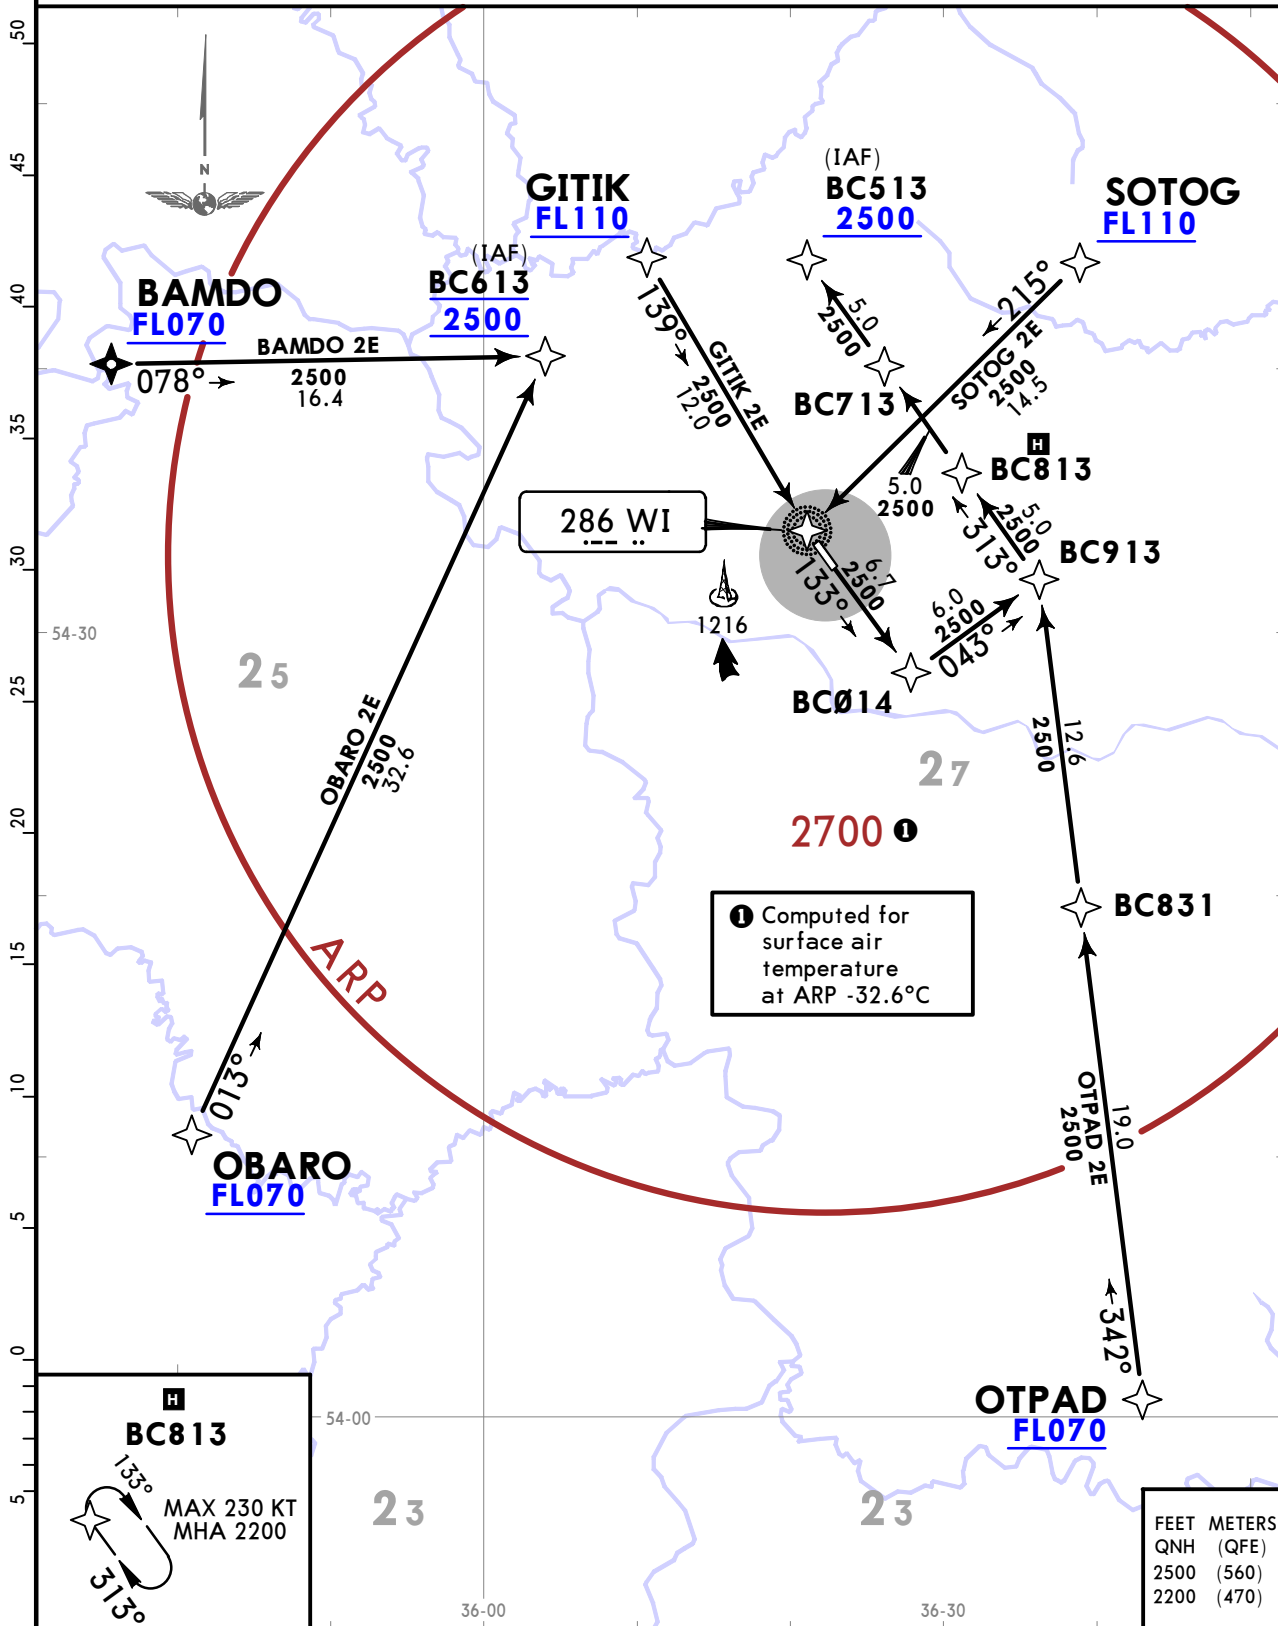 50
45
40
35
30
25
20
15
10
5
0
5
N
GITIK
FL110
(IAF)
BC513
2500
SOTOG
FL110
(IAF)
BC613
2500
BAMDO
FL070
BAMDO 2E
078°
2500
16.4
139°
2500
12.0
GITIK 2E
5.0
2500
215°
SOTOG 2E
2500
14.5
BC713
H
BC813
5.0
2500
5.0
2500
313°
BC913
286 WI
133°
2500
6.7
1216
6.0
2500
043°
BCØ14
54-30
25
27
OBARO 2E
2500
32.6
12.6
2500
2700 1
1 Computed for
surface air
temperature
at ARP -32.6°C
BC831
ARP
013°
OBARO
FL070
OTPAD 2E
2500
19.0
342°
OTPAD
FL070
54-00
H
BC813
133°
MAX 230 KT
MHA 2200
313°
23
23
36-00
36-30
FEET METERS
QNH (QFE)
2500 (560)
2200 (470)